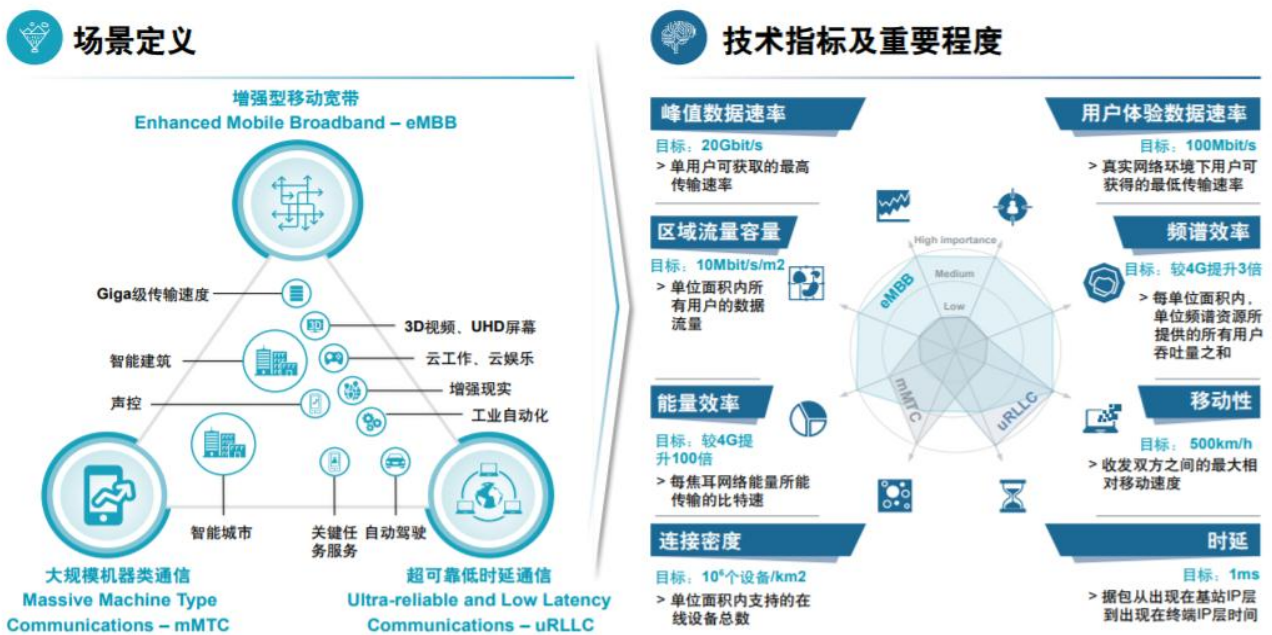 场景定义
增强型移动宽带
Enhanced Mobile Broadband – eMBB
Giga级传输速度
3D
3D视频、UHD屏幕
智能建筑
云工作、云娱乐
增强现实
声控
工业自动化
智能城市
关键任
务服务
自动驾驶
大规模机器类通信
Massive Machine Type
Communications – mMTC
超可靠低时延通信
Ultra-reliable and Low Latency
Communications – uRLLC
技术指标及重要程度
峰值数据速率
目标：20Gbit/s
> 单用户可获取的最高
传输速率
用户体验数据速率
目标：100Mbit/s
> 真实网络环境下用户可
获得的最低传输速率
区域流量容量
目标：10Mbit/s/m2
> 单位面积内所
有用户的数据
流量
频谱效率
目标：较4G提升3倍
> 每单位面积内，
单位频谱资源所
提供的所有用户
吞吐量之和
High importance
Medium
Low
eMBB
mMTC
uRLLC
能量效率
目标：较4G提
升100倍
> 每焦耳网络能量所能
传输的比特速
移动性
目标： 500km/h
> 收发双方之间的最大相
对移动速度
连接密度
目标：10⁶个设备/km2
> 单位面积内支持的在
线设备总数
时延
目标：1ms
> 据包从出现在基站IP层
到出现在终端IP层时间